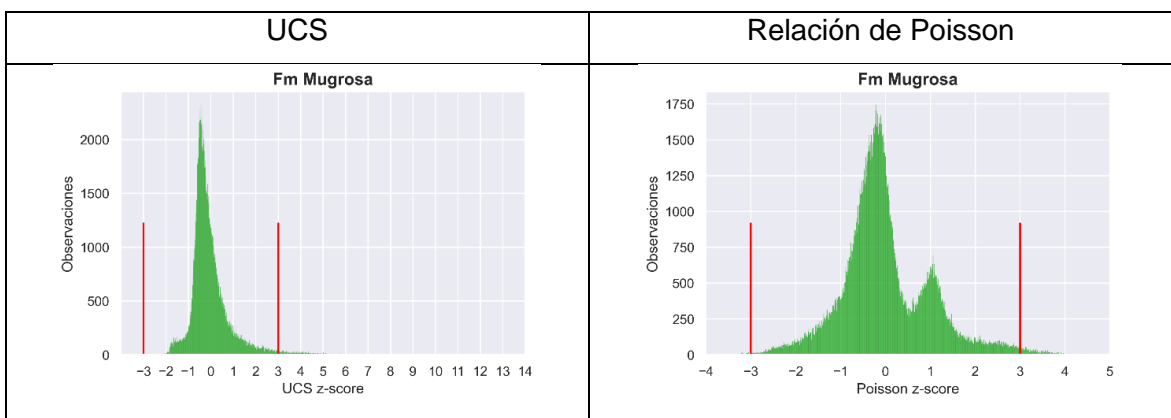 UCS
Relación de Poisson
Fm Mugrosa
Observaciones
2000
1500
1000
500
0
−3 −2 −1 0 1 2 3 4 5 6 7 8 9 10 11 12 13 14
UCS z-score
Fm Mugrosa
Observaciones
1750
1500
1250
1000
750
500
250
0
−4 −3 −2 −1 0 1 2 3 4 5
Poisson z-score